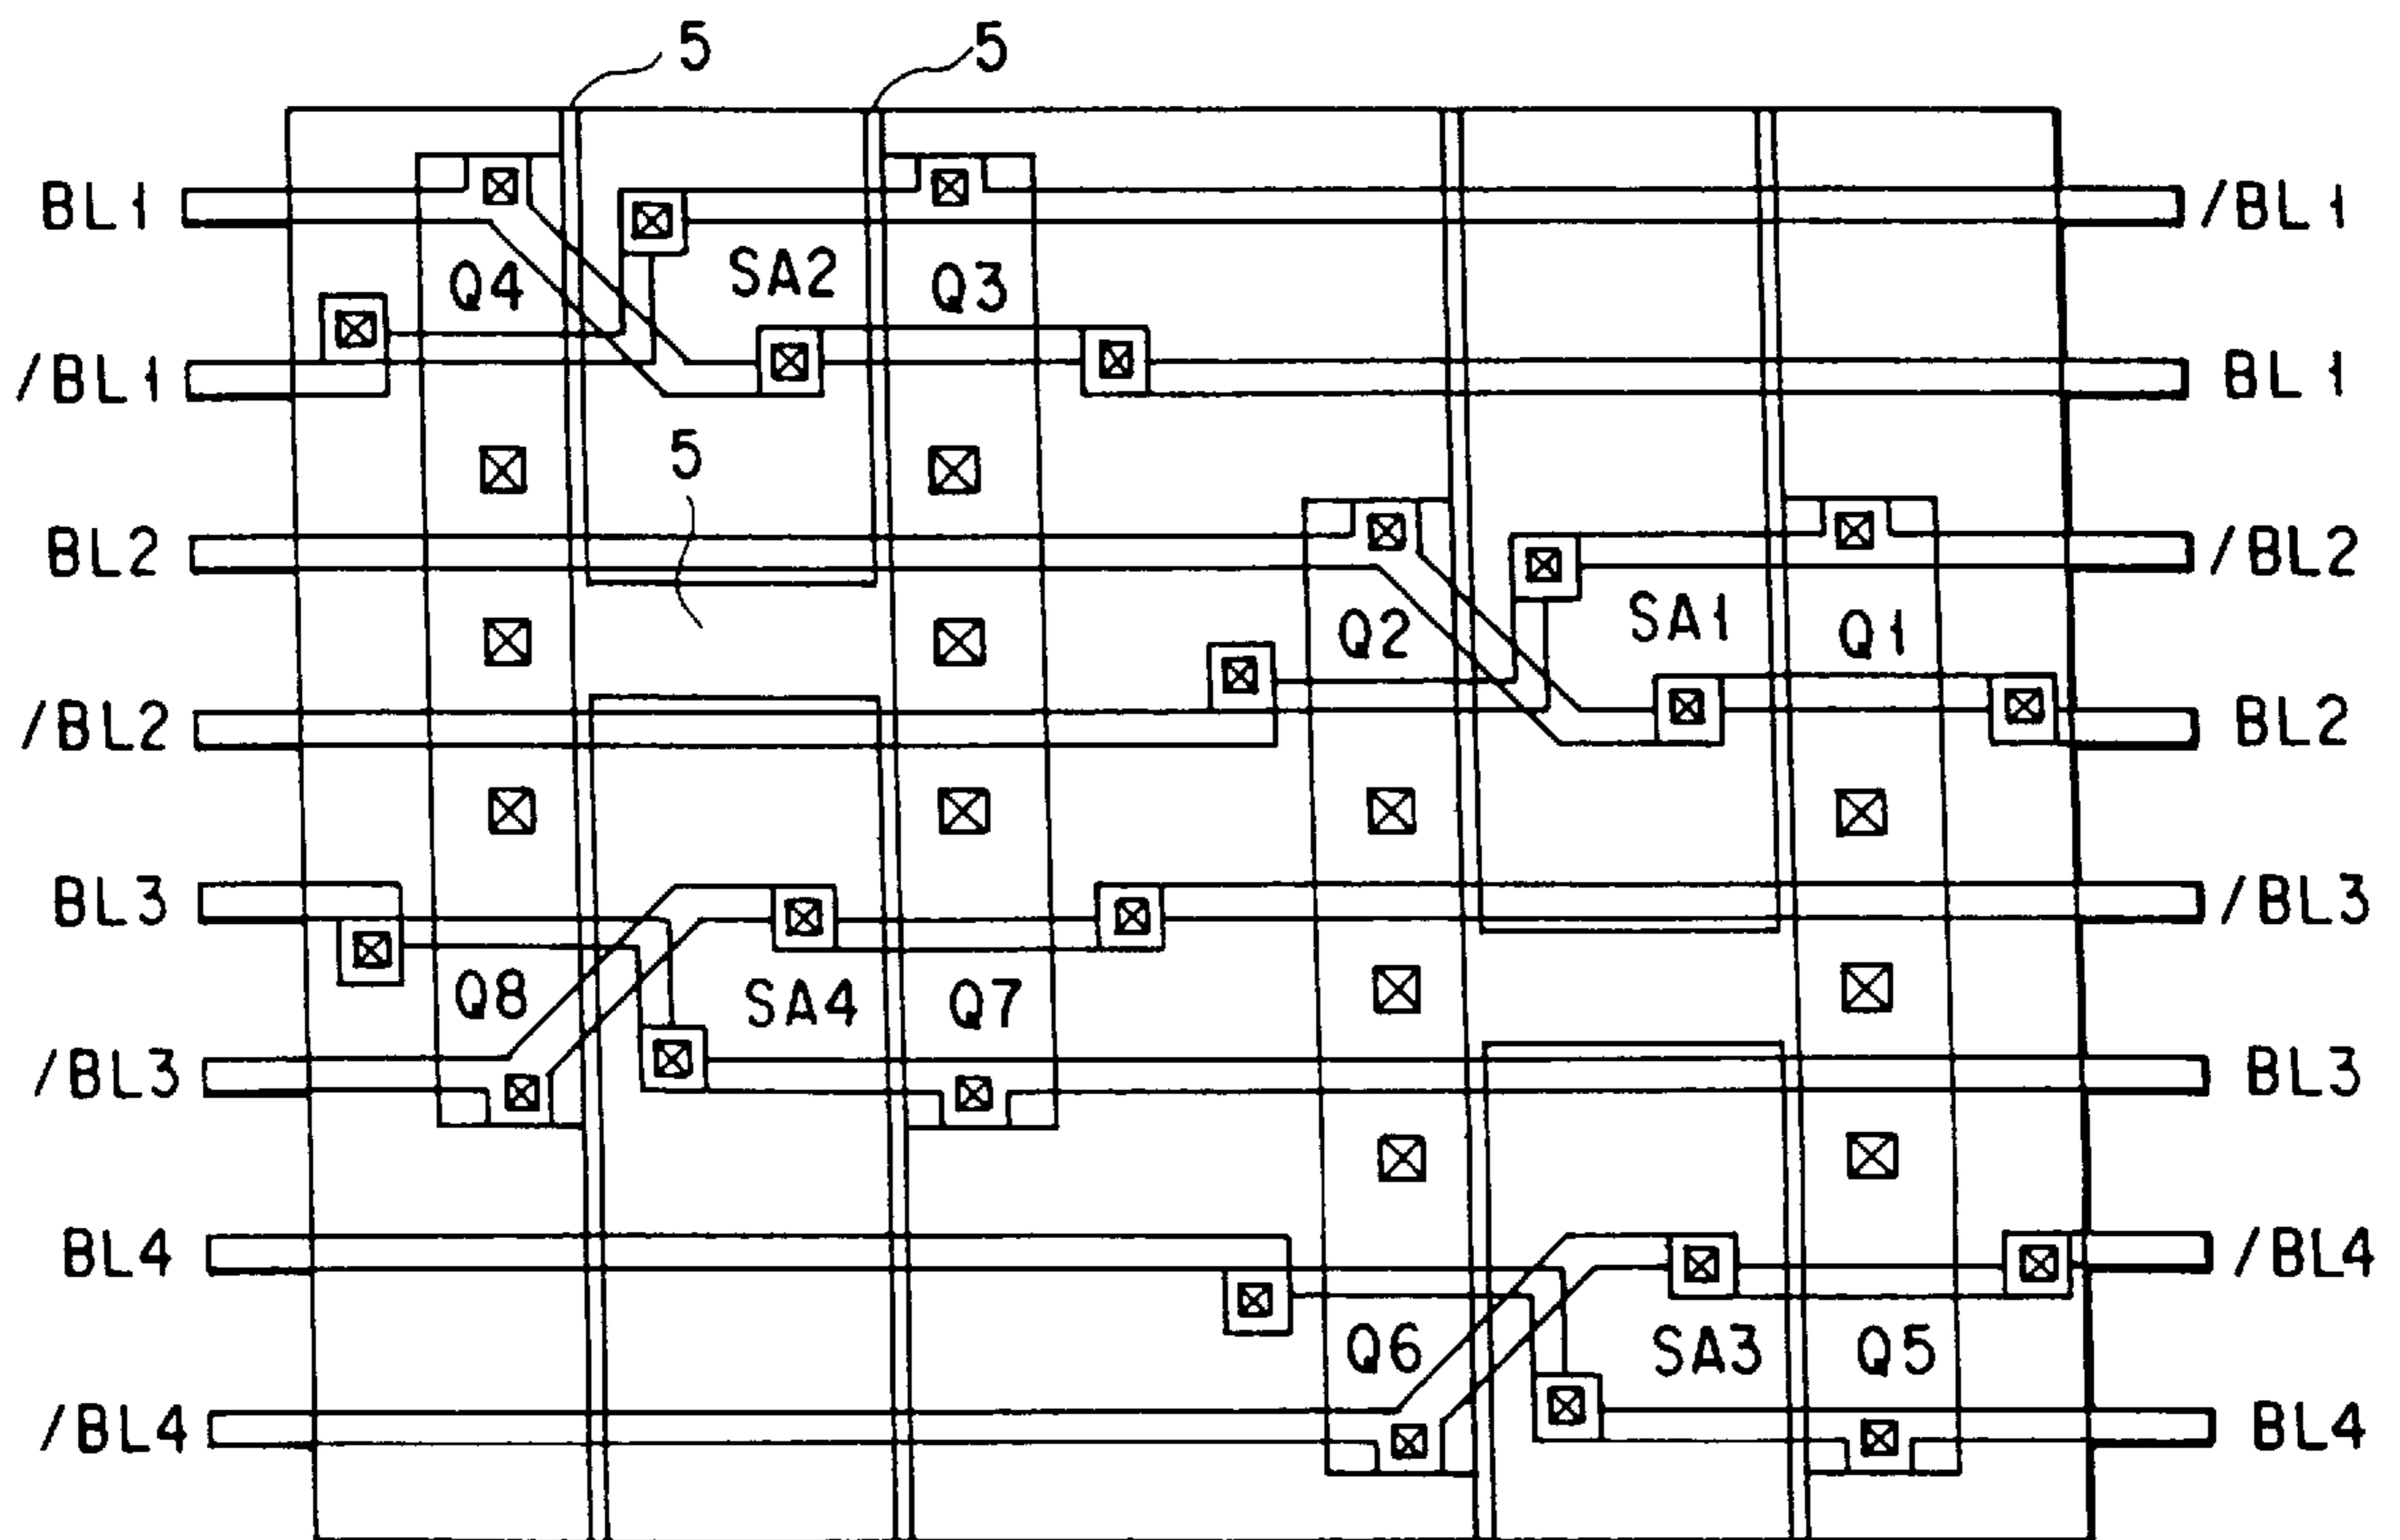 5 5
BL1 /BL1
Q4 SA2 Q3
/BL1 BL1
5
BL2 /BL2
Q2 SA1 Q1
/BL2 BL2
BL3 /BL3
Q8 SA4 Q7
/BL3 BL3
BL4 /BL4
Q6 SA3 Q5
/BL4 BL4